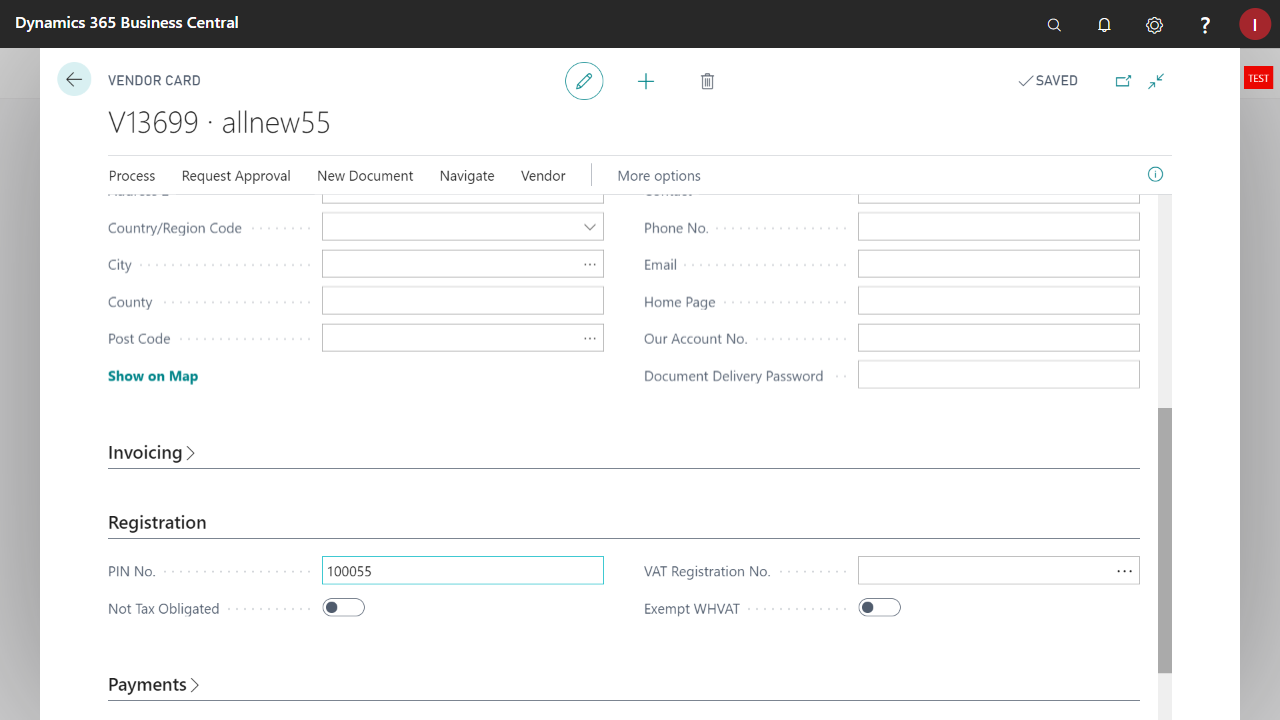 Dynamics 365 Business Central
?
I
TEST
VENDOR CARD
SAVED
V13699 · allnew55
Process
Request Approval
New Document
Navigate
Vendor
More options
Country/Region Code
Phone No.
City
...
Email
County
Home Page
Post Code
...
Our Account No.
Show on Map
Document Delivery Password
Invoicing
Registration
PIN No.
100055
VAT Registration No.
...
Not Tax Obligated
Exempt WHVAT
Payments